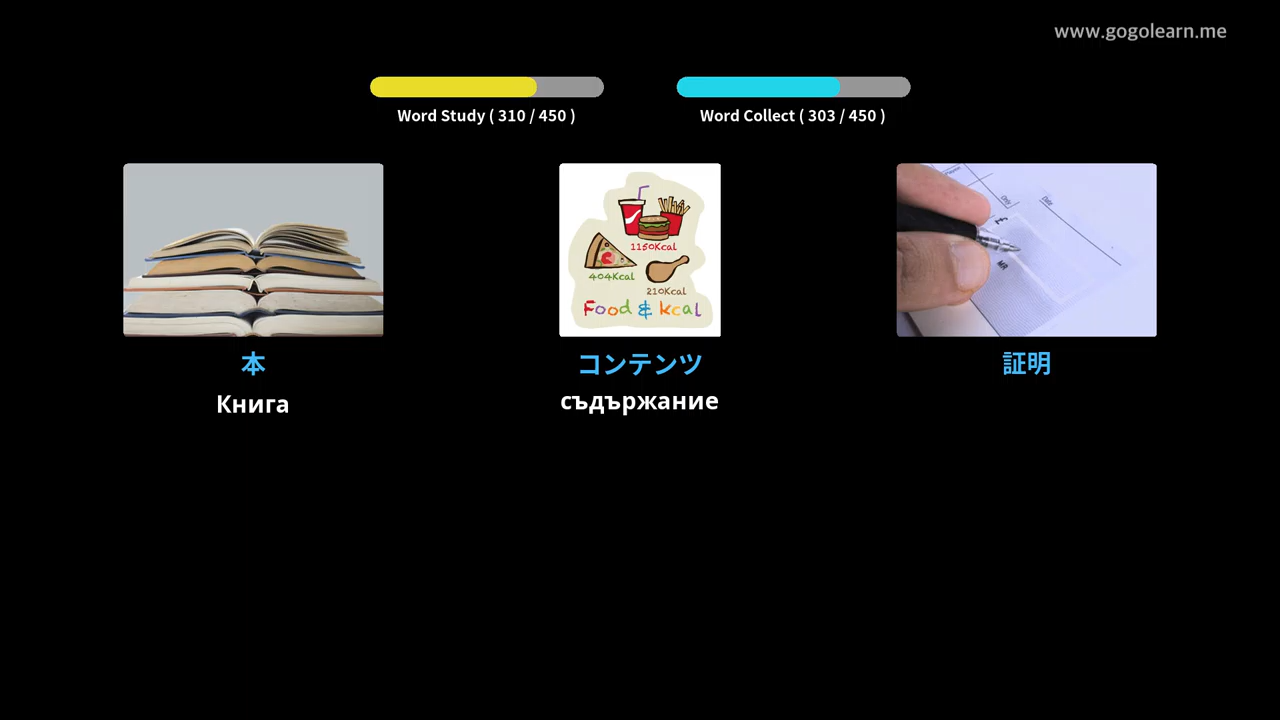 www.gogolearn.me
Word Study ( 310 / 450 )
Word Collect ( 303 / 450 )
1150Kcal
404Kcal
210Kcal
Food & kcal
本
コンテンツ
証明
Книга
съдържание